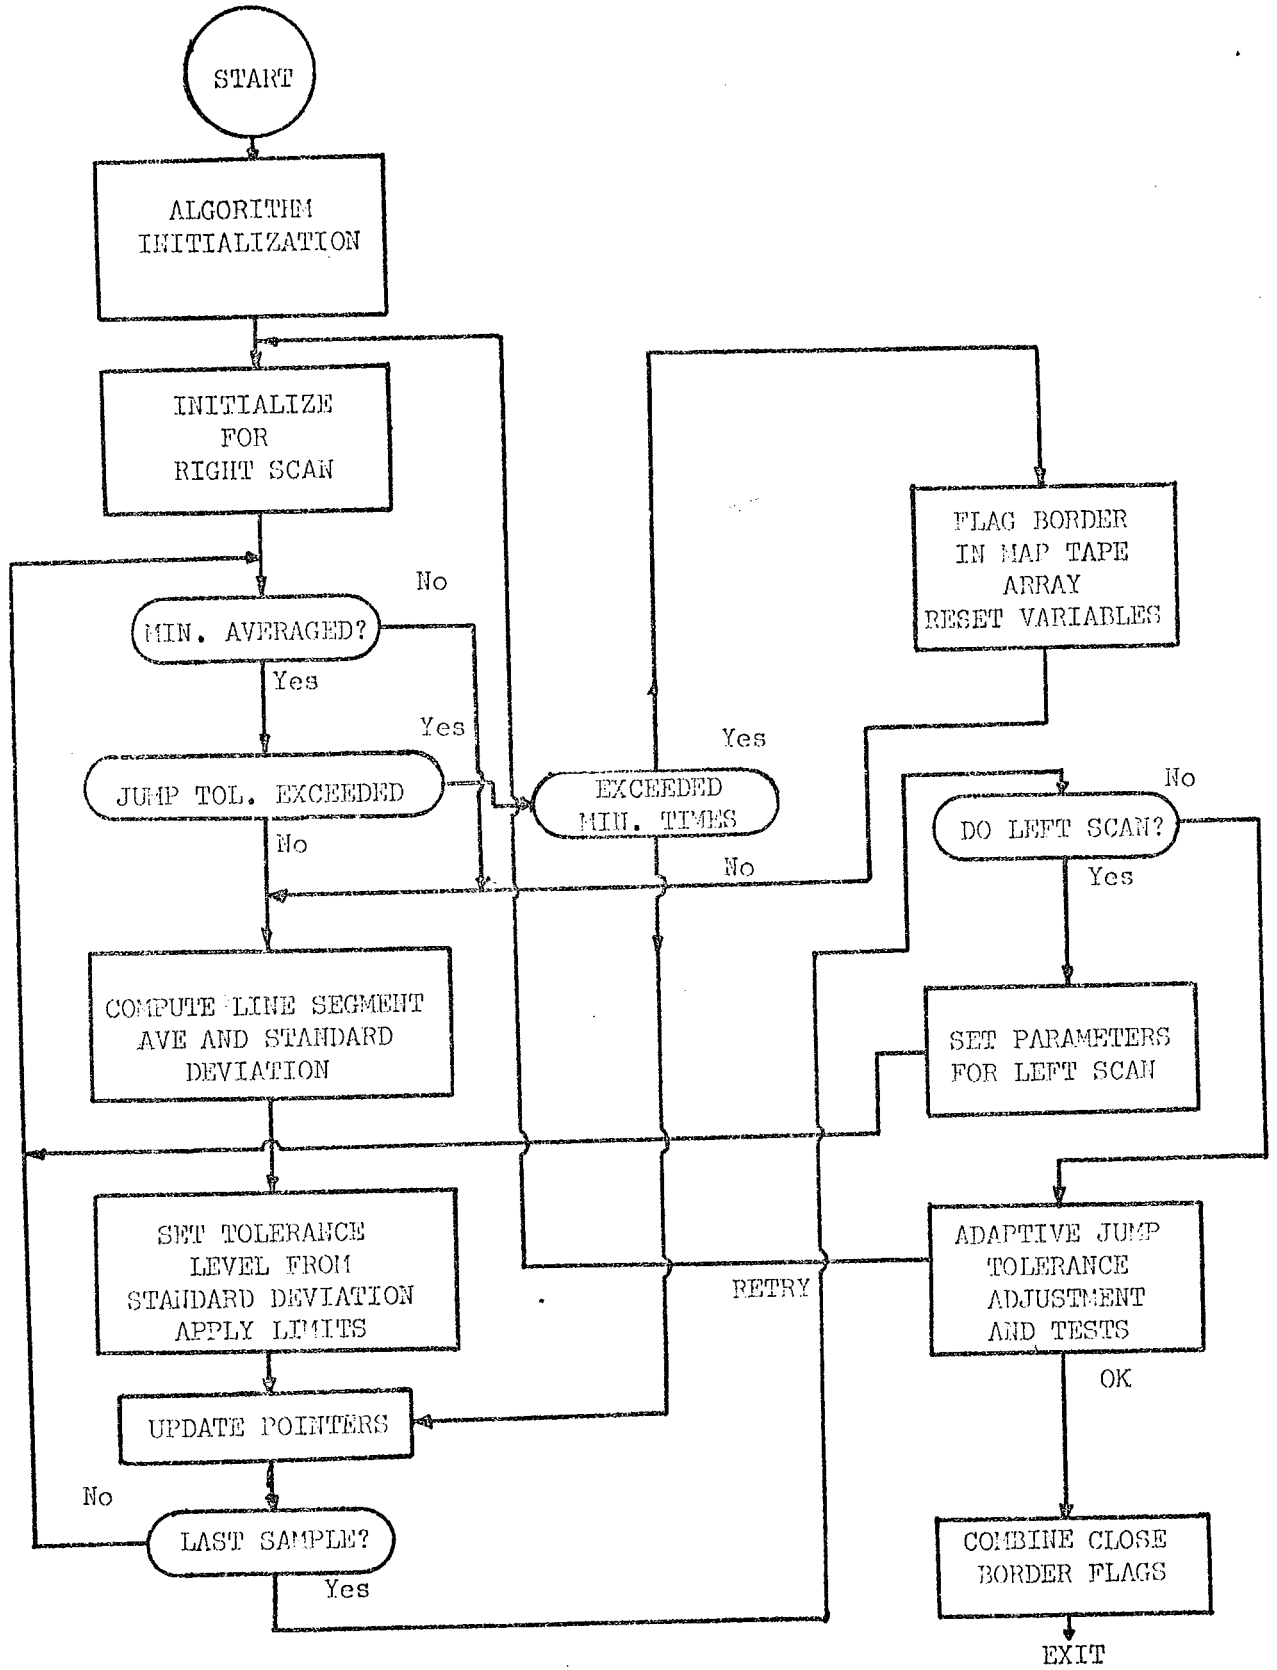 START
ALGORITHM
INITIALIZATION
INITIALIZE
FOR
RIGHT SCAN
No
MIN. AVERAGED?
Yes
Yes
JUMP TOL. EXCEEDED
No
COMPUTE LINE SEGMENT
AVE AND STANDARD
DEVIATION
SET TOLERANCE
LEVEL FROM
STANDARD DEVIATION
APPLY LIMITS
UPDATE POINTERS
No
LAST SAMPLE?
Yes
Yes
EXCEEDED
MIN. TIMES
No
FLAG BORDER
IN MAP TAPE
ARRAY
RESET VARIABLES
No
DO LEFT SCAN?
Yes
SET PARAMETERS
FOR LEFT SCAN
RETRY
ADAPTIVE JUMP
TOLERANCE
ADJUSTMENT
AND TESTS
OK
COMBINE CLOSE
BORDER FLAGS
EXIT